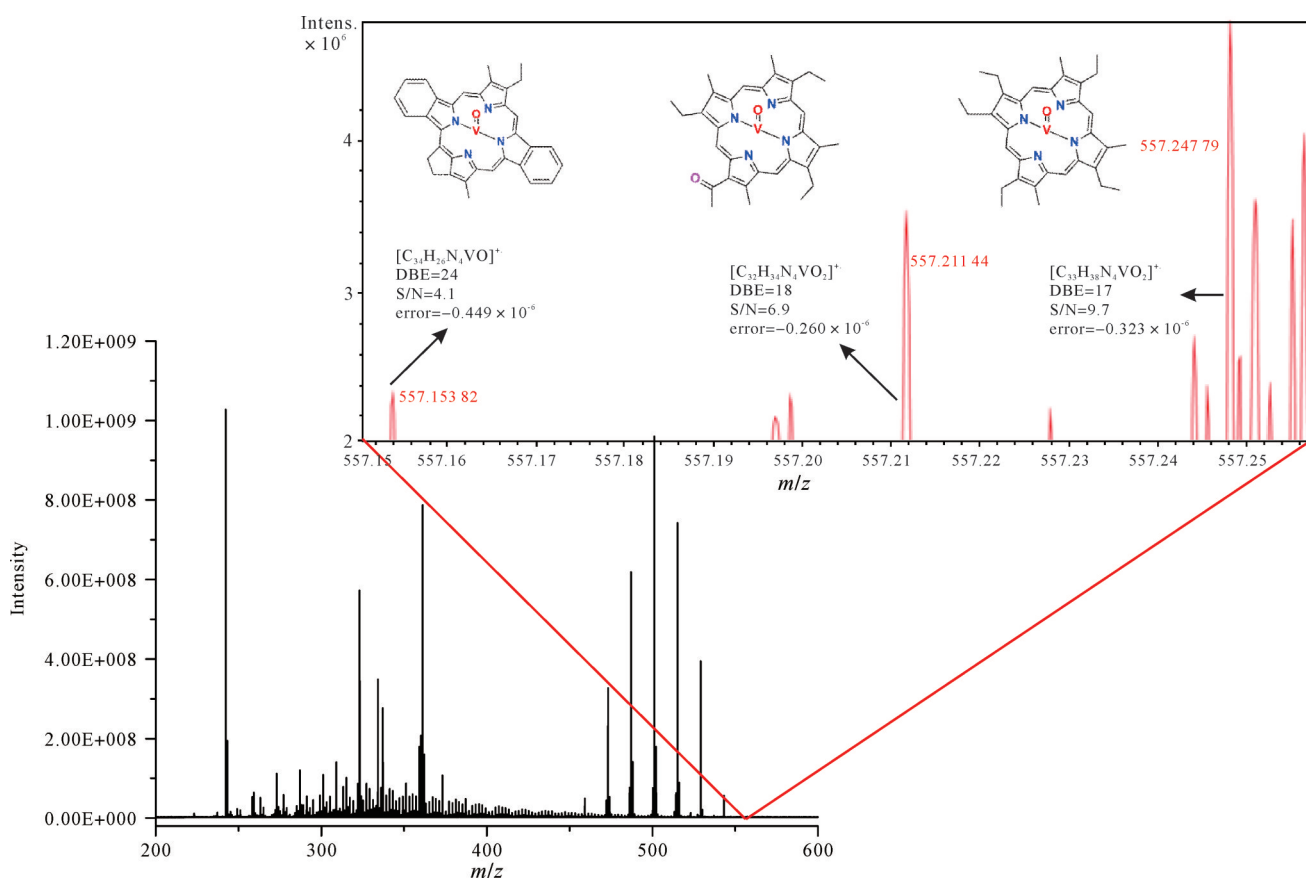 Intens.
× 10⁶
4
3
2
O
V
N
N
N
N
O
V
N
N
N
N
O
O
V
N
N
N
N
557.247 79
[C₃₄H₂₆N₄VO]⁺·
DBE=24
S/N=4.1
error=−0.449 × 10⁻⁶
[C₃₂H₃₄N₄VO₂]⁺·
DBE=18
S/N=6.9
error=−0.260 × 10⁻⁶
557.211 44
[C₃₃H₃₈N₄VO₂]⁺
DBE=17
S/N=9.7
error=−0.323 × 10⁻⁶
557.153 82
557.15 557.16 557.17 557.18 557.19 557.20 557.21 557.22 557.23 557.24 557.25
m/z
1.20E+009
1.00E+009
8.00E+008
6.00E+008
4.00E+008
2.00E+008
0.00E+000
Intensity
200 300 400 500 600
m/z